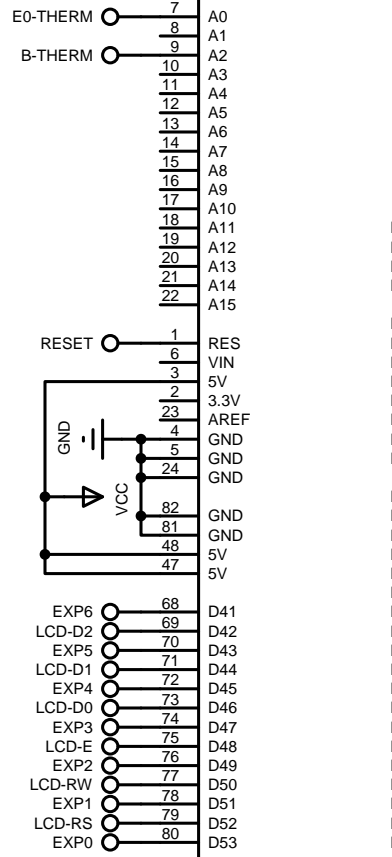 E0-THERM 7 A0
8 A1
B-THERM 9 A2
10 A3
11 A4
12 A5
13 A6
14 A7
15 A8
16 A9
17 A10
18 A11
19 A12
20 A13
21 A14
22 A15
RESET 1 RES
6 VIN
3 5V
2 3.3V
23 AREF
GND 4 GND
5 GND
24 GND
VCC
82 GND
81 GND
48 5V
47 5V
EXP6 68 D41
LCD-D2 69 D42
EXP5 70 D43
LCD-D1 71 D44
EXP4 72 D45
LCD-D0 73 D46
EXP3 74 D47
LCD-E 75 D48
EXP2 76 D49
LCD-RW 77 D50
EXP1 78 D51
LCD-RS 79 D52
EXP0 80 D53